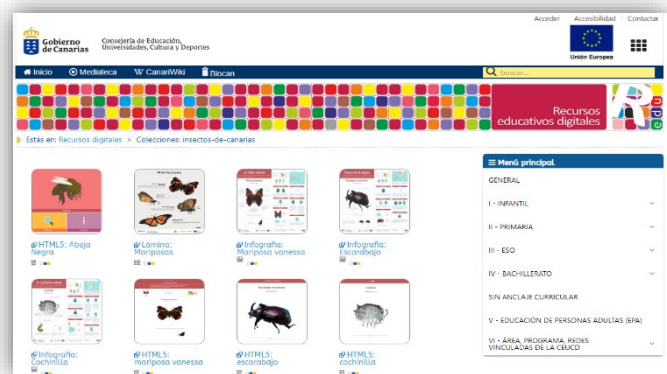 Acceder Accesibilidad Contactar
Gobierno
de Canarias
Consejería de Educación,
Universidades, Cultura y Deportes
Unión Europea
Inicio Mediateca W CanariWiki Biocan
buscar...
Recursos
educativos digitales
Estás en: Recursos digitales > Colecciones: insectos-de-canarias
Menú principal
GENERAL
I - INFANTIL
II - PRIMARIA
III - ESO
IV - BACHILLERATO
SIN ANCLAJE CURRICULAR
V - EDUCACIÓN DE PERSONAS ADULTAS (EPA)
VI - ÁREA, PROGRAMA, REDES
VINCULADAS DE LA CEUCD
HTML5: Abeja
Negra
Lámina:
Mariposas
Infografía:
Mariposa vanessa
Infografía:
Escarabajo
Infografía:
Cochinilla
HTML5:
mariposa vanessa
HTML5:
escarabajo
HTML5:
cochinilla